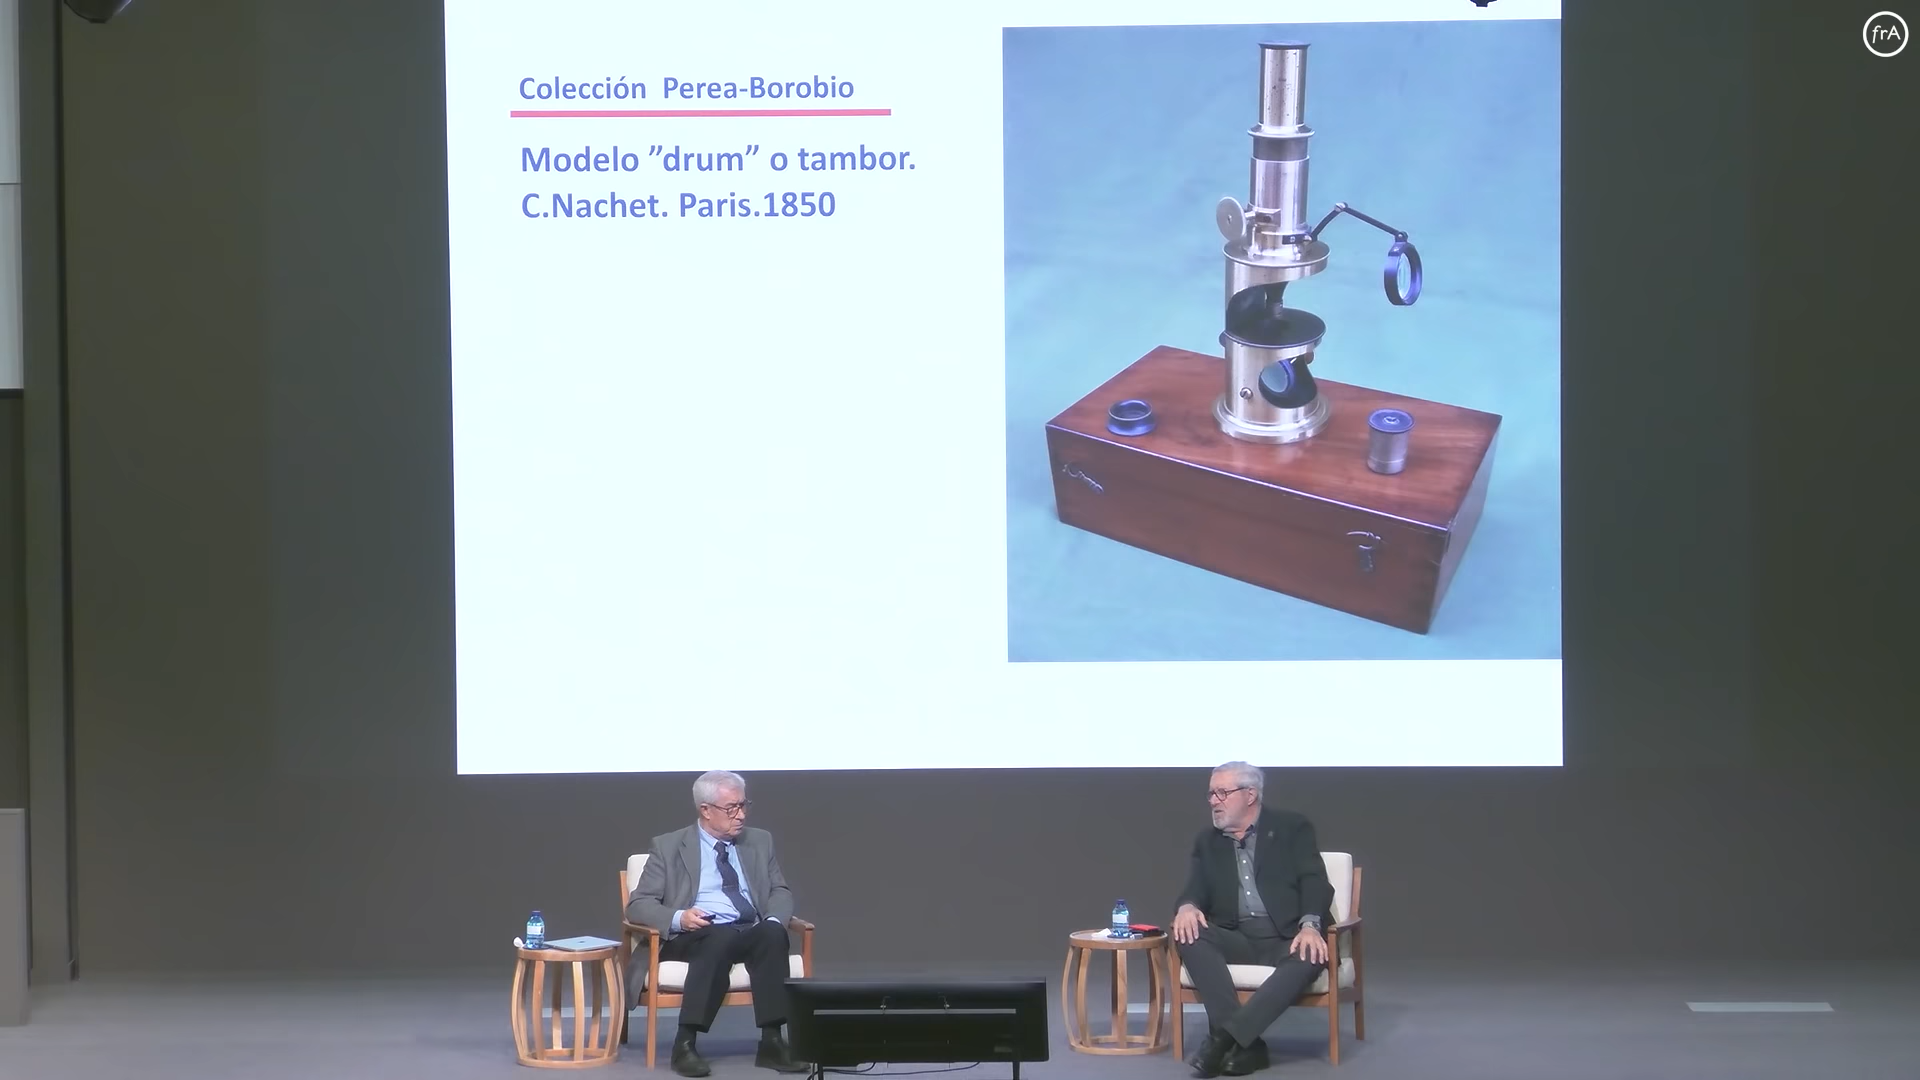 Colección Perea-Borobio
Modelo ”drum” o tambor.
C.Nachet. Paris.1850
frA